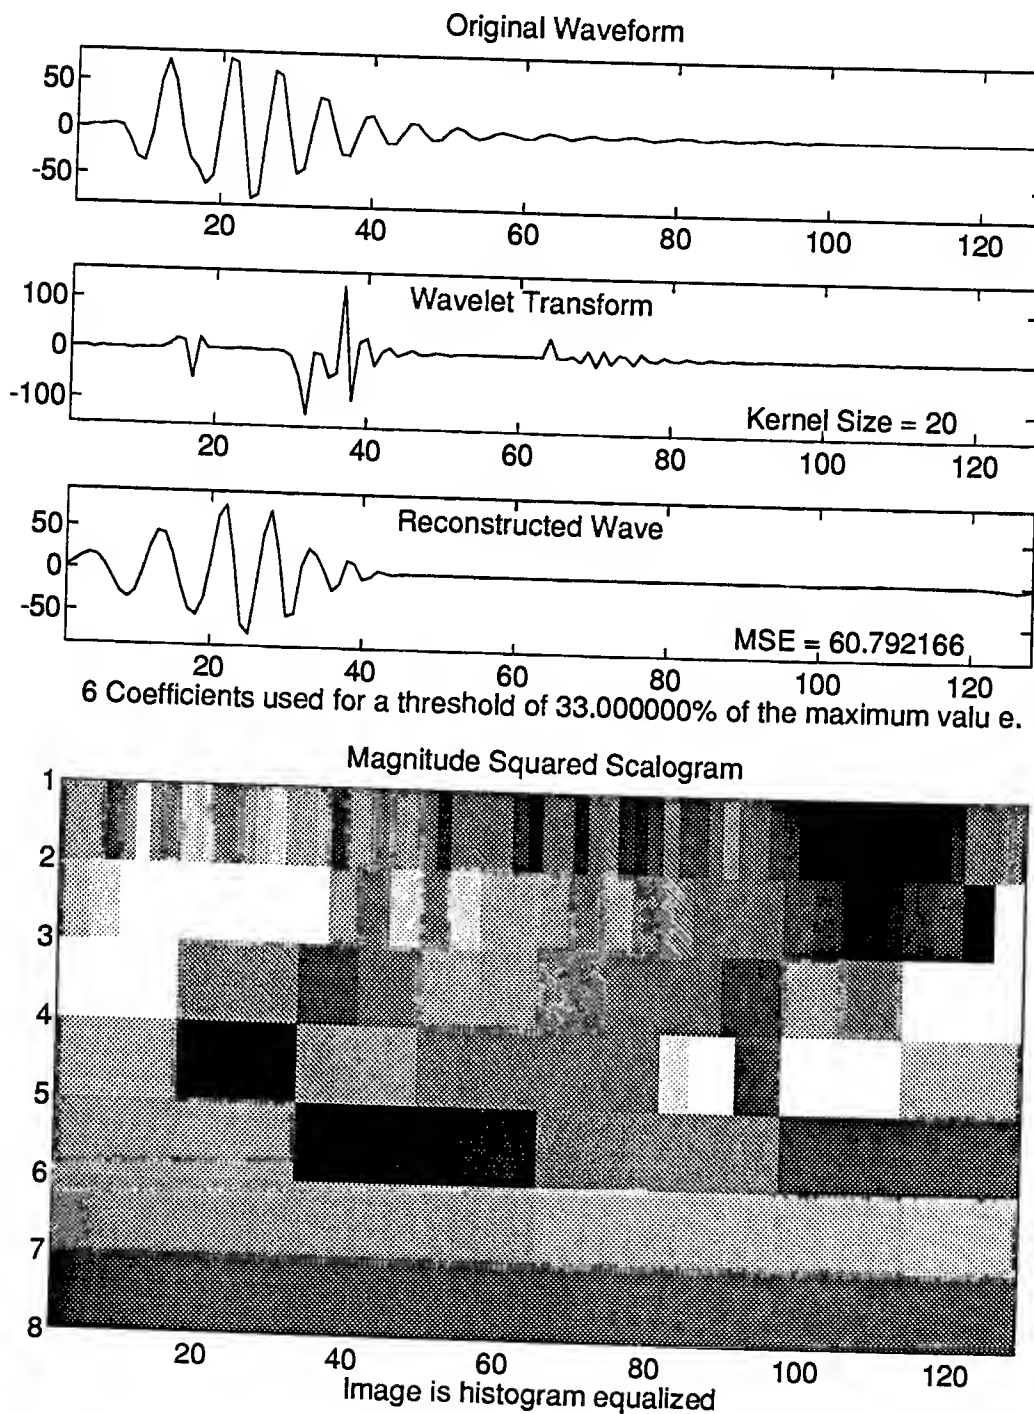 Original Waveform
50
0
-50
20 40 60 80 100 120
Wavelet Transform
100
0
-100
Kernel Size = 20
20 40 60 80 100 120
Reconstructed Wave
50
0
-50
MSE = 60.792166
20 40 60 80 100 120
6 Coefficients used for a threshold of 33.000000% of the maximum valu e.
Magnitude Squared Scalogram
1
2
3
4
5
6
7
8
20 40 60 80 100 120
Image is histogram equalized